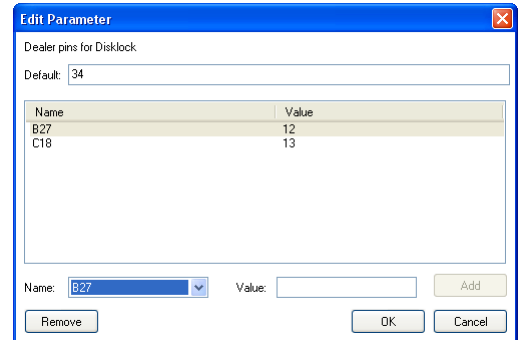 Edit Parameter
Dealer pins for Disklock
Default: 34
Name Value
B27 12
C18 13
Name: B27 Value: Add
Remove OK Cancel